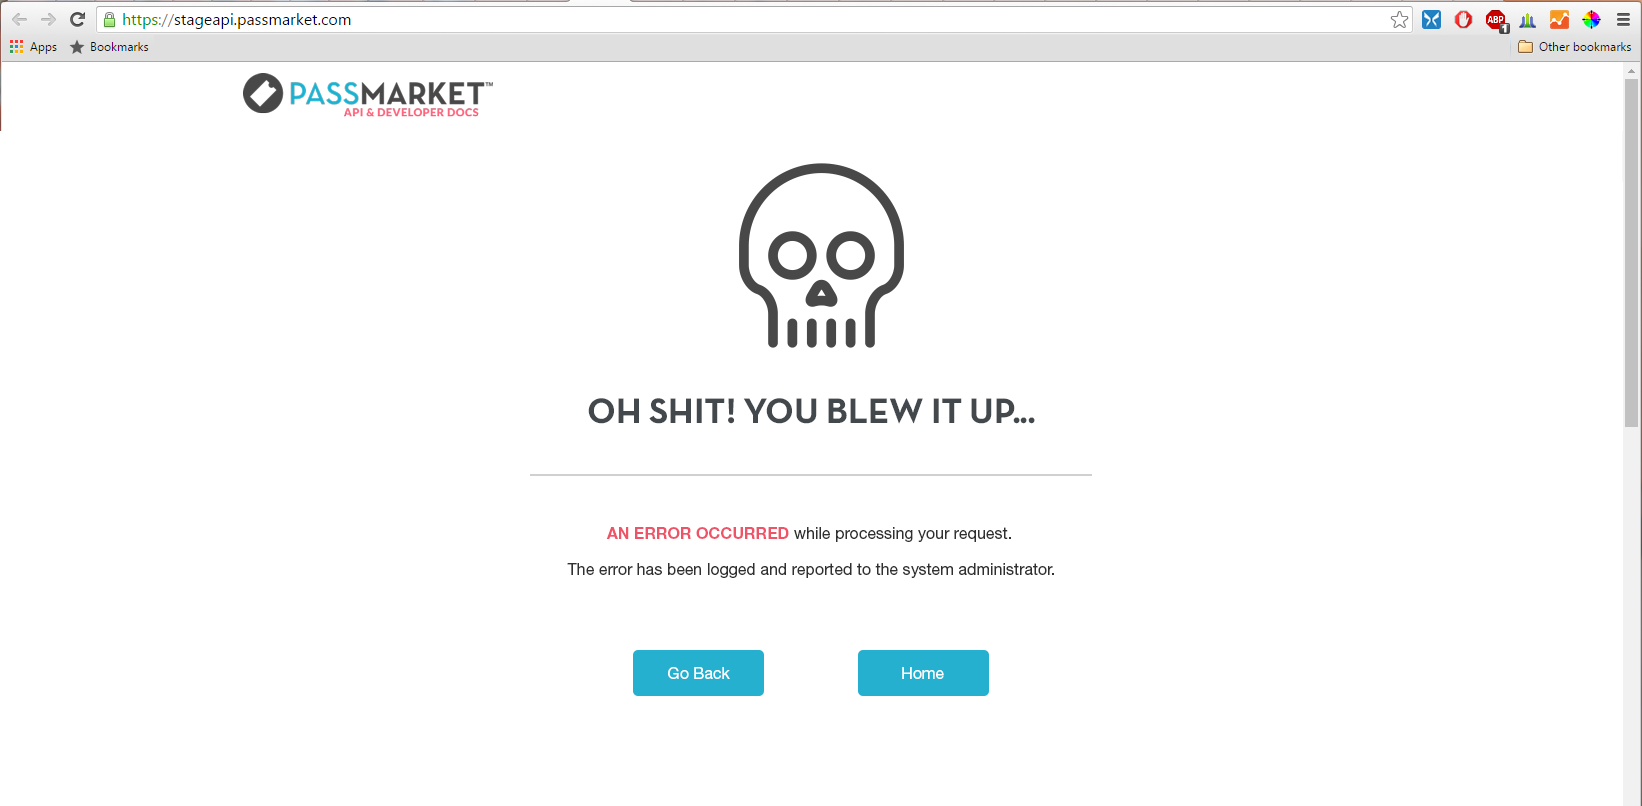 https://stageapi.passmarket.com
ABP
1
Apps
Bookmarks
Other bookmarks
PASSMARKET™
API & DEVELOPER DOCS
OH SHIT! YOU BLEW IT UP...
AN ERROR OCCURRED while processing your request.
The error has been logged and reported to the system administrator.
Go Back
Home